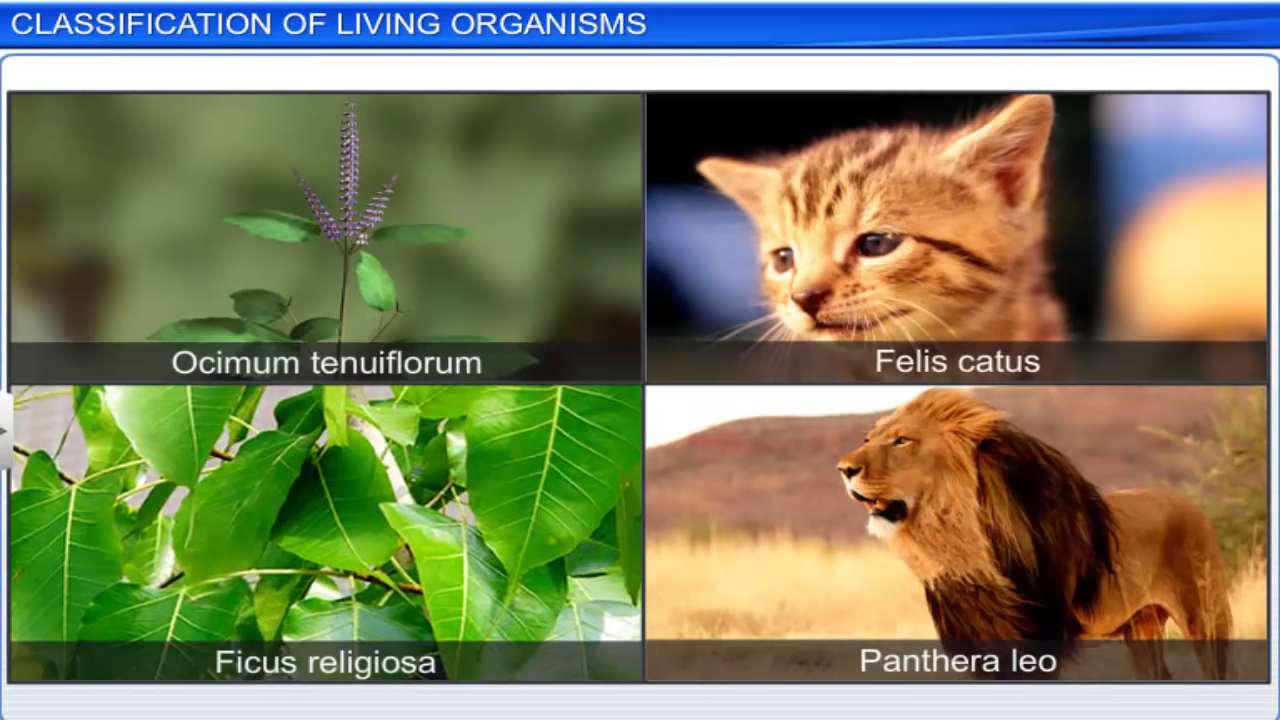 CLASSIFICATION OF LIVING ORGANISMS
Ocimum tenuiflorum
Felis catus
Ficus religiosa
Panthera leo